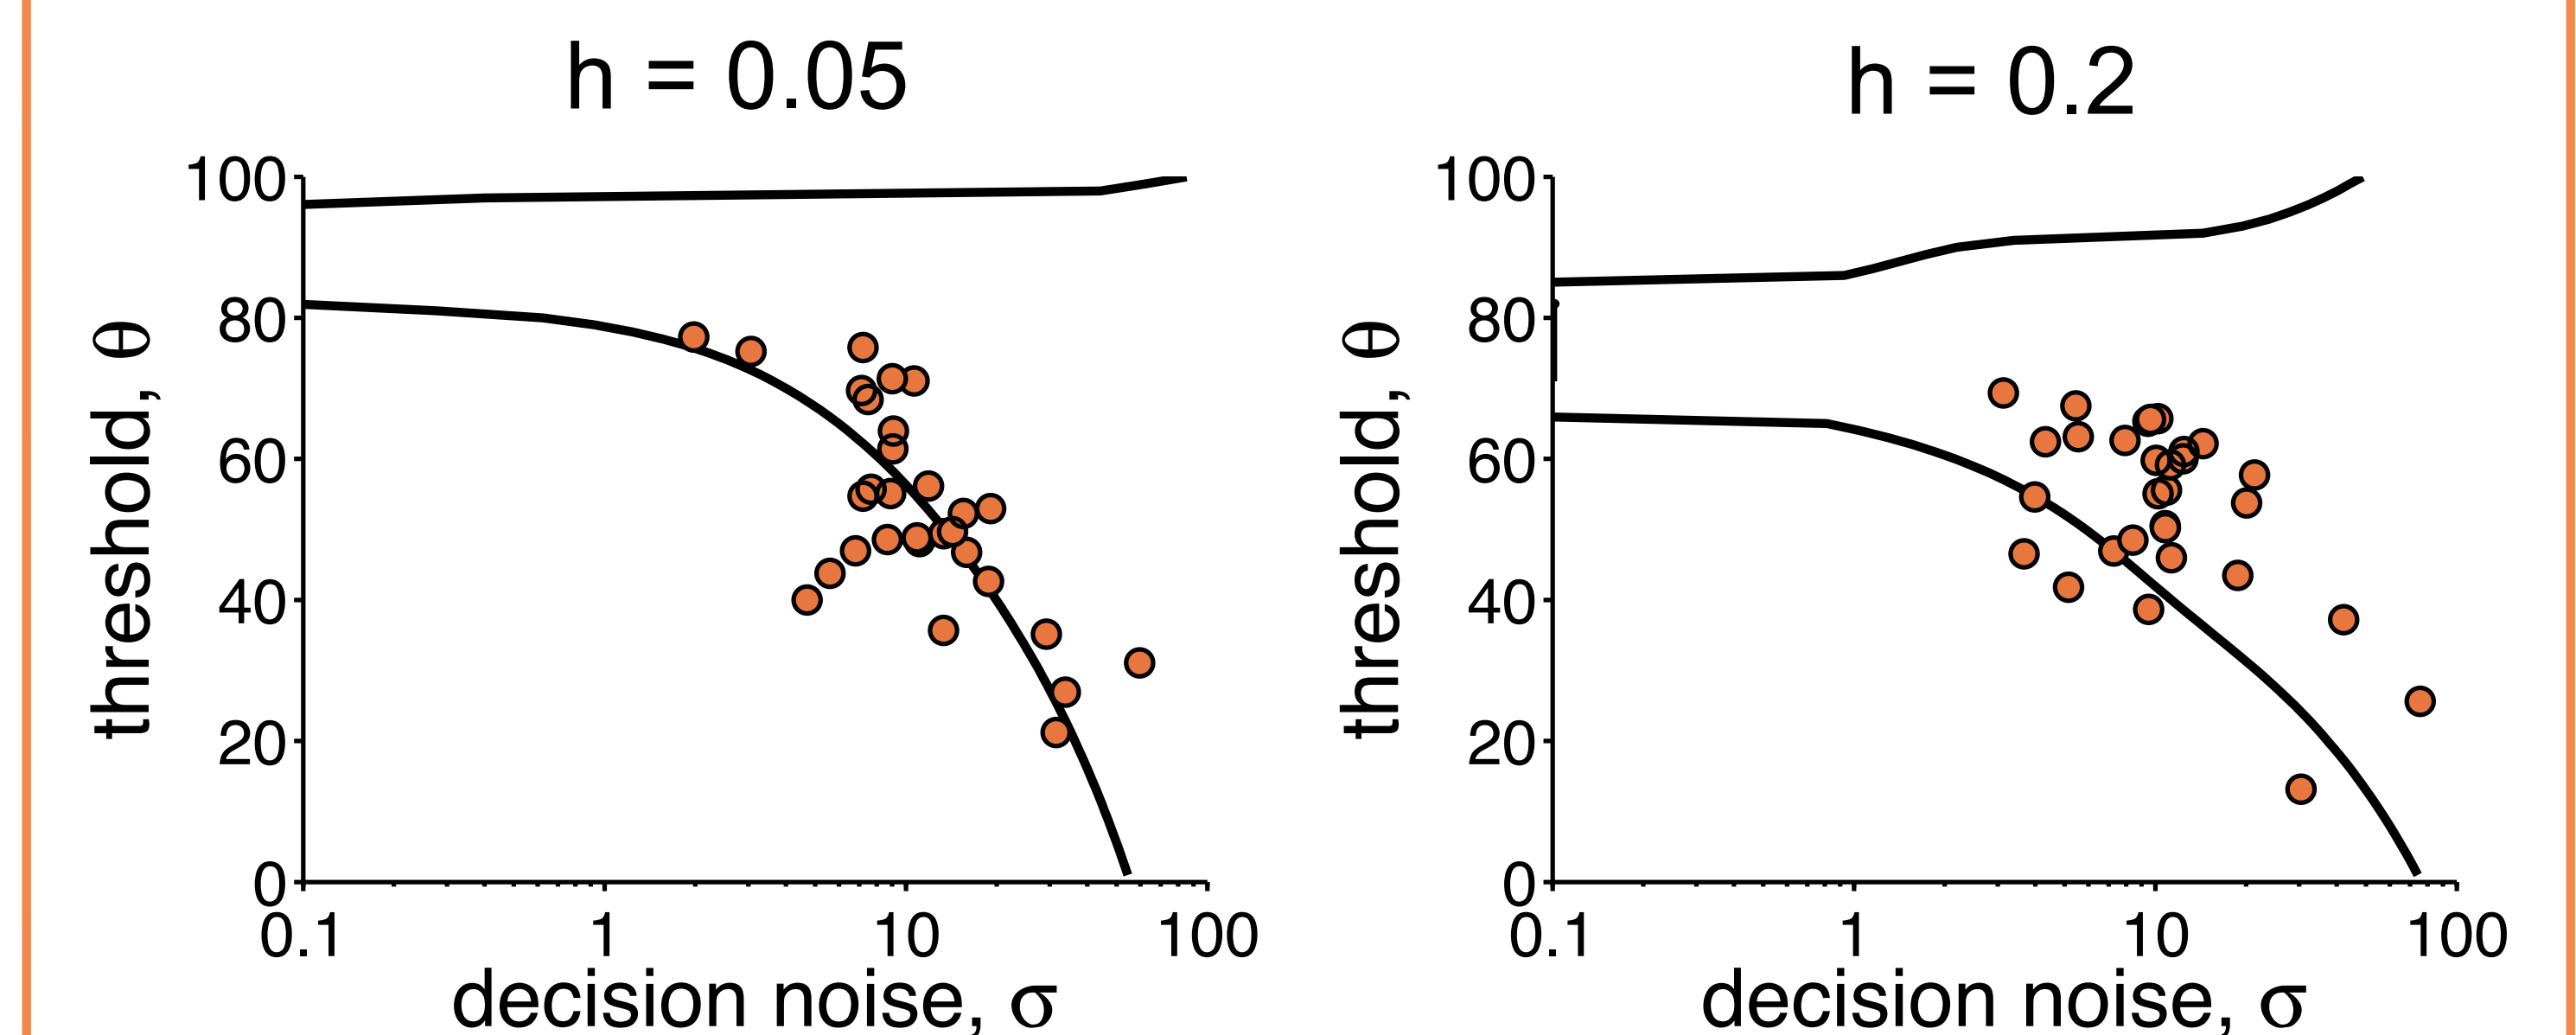 h = 0.05
100
80
60
40
20
0
threshold, θ
0.1 1 10 100
decision noise, σ
h = 0.2
100
80
60
40
20
0
threshold, θ
0.1 1 10 100
decision noise, σ